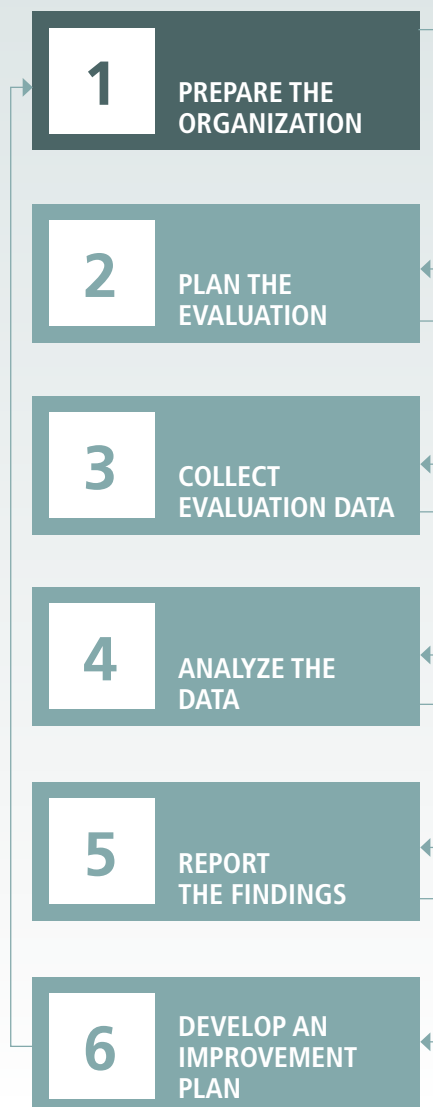 1
PREPARE THE
ORGANIZATION
2
PLAN THE
EVALUATION
3
COLLECT
EVALUATION DATA
4
ANALYZE THE
DATA
5
REPORT
THE FINDINGS
6
DEVELOP AN
IMPROVEMENT
PLAN